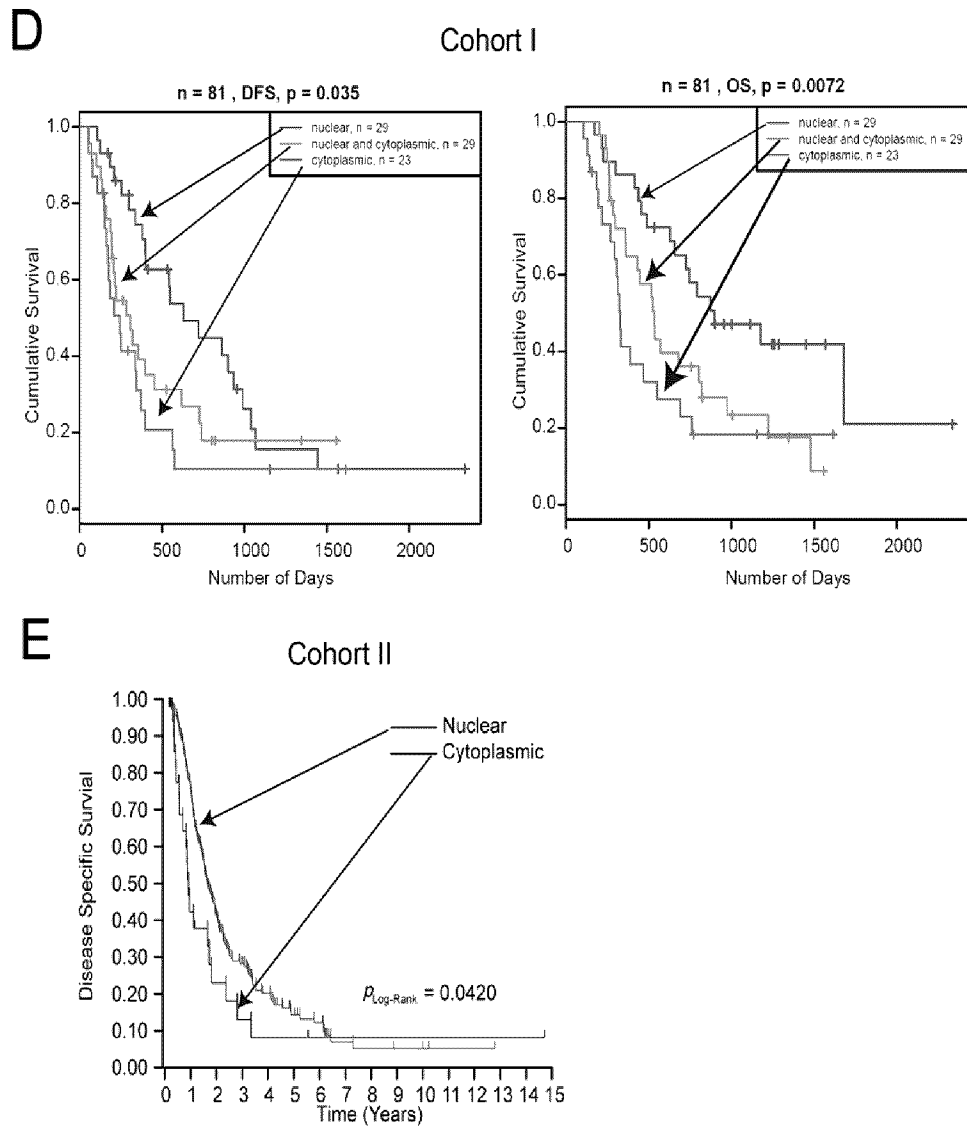 D
Cohort I
n = 81 , DFS, p = 0.035
nuclear, n = 29
nuclear and cytoplasmic, n = 29
cytoplasmic, n = 23
1.0
0.8
0.6
0.4
0.2
0.0
Cumulative Survival
0 500 1000 1500 2000
Number of Days
n = 81, OS, p = 0.0072
nuclear, n = 29
nuclear and cytoplasmic, n = 29
cytoplasmic, n = 23
1.0
0.8
0.6
0.4
0.2
0.0
Cumulative Survival
0 500 1000 1500 2000
Number of Days
E
Cohort II
Nuclear
Cytoplasmic
1.00
0.90
0.80
0.70
0.60
0.50
0.40
0.30
0.20
0.10
0.00
Disease Specific Survial
pLog-Rank = 0.0420
0 1 2 3 4 5 6 7 8 9 10 11 12 13 14 15
Time (Years)